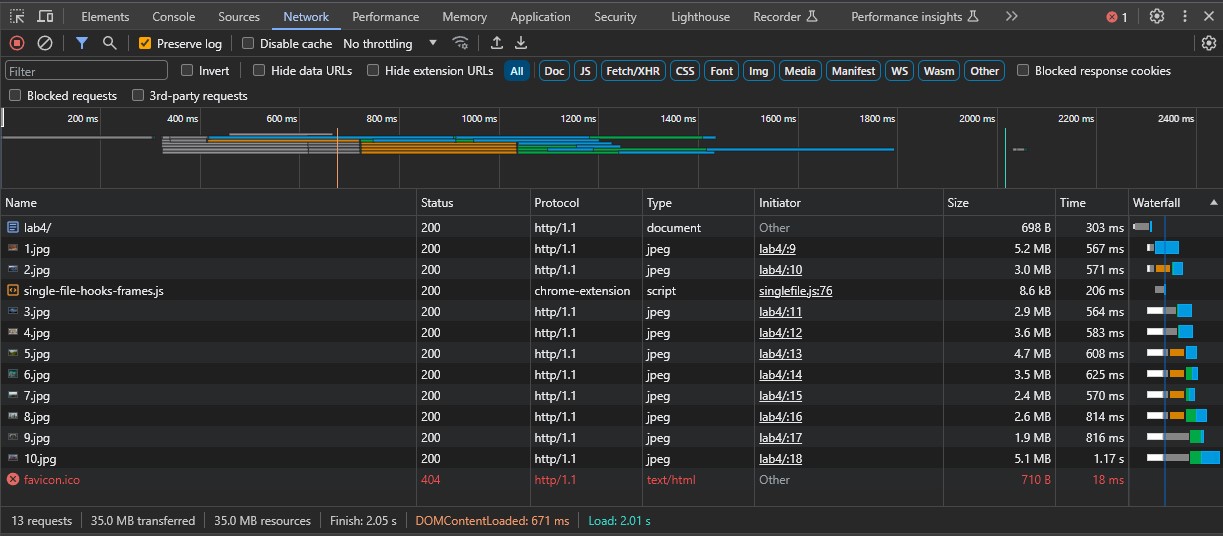 Elements Console Sources Network Performance Memory Application Security Lighthouse Recorder Performance insights 1
Preserve log Disable cache No throttling
Filter Invert Hide data URLs Hide extension URLs All Doc JS Fetch/XHR CSS Font Img Media Manifest WS Wasm Other Blocked response cookies
Blocked requests 3rd-party requests
200 ms 400 ms 600 ms 800 ms 1000 ms 1200 ms 1400 ms 1600 ms 1800 ms 2000 ms 2200 ms 2400 ms
Name Status Protocol Type Initiator Size Time Waterfall
lab4/ 200 http/1.1 document Other 698 B 303 ms
1.jpg 200 http/1.1 jpeg lab4/:9 5.2 MB 567 ms
2.jpg 200 http/1.1 jpeg lab4/:10 3.0 MB 571 ms
single-file-hooks-frames.js 200 chrome-extension script singlefile.js:76 8.6 kB 206 ms
3.jpg 200 http/1.1 jpeg lab4/:11 2.9 MB 564 ms
4.jpg 200 http/1.1 jpeg lab4/:12 3.6 MB 583 ms
5.jpg 200 http/1.1 jpeg lab4/:13 4.7 MB 608 ms
6.jpg 200 http/1.1 jpeg lab4/:14 3.5 MB 625 ms
7.jpg 200 http/1.1 jpeg lab4/:15 2.4 MB 570 ms
8.jpg 200 http/1.1 jpeg lab4/:16 2.6 MB 814 ms
9.jpg 200 http/1.1 jpeg lab4/:17 1.9 MB 816 ms
10.jpg 200 http/1.1 jpeg lab4/:18 5.1 MB 1.17 s
favicon.ico 404 http/1.1 text/html Other 710 B 18 ms
13 requests 35.0 MB transferred 35.0 MB resources Finish: 2.05 s DOMContentLoaded: 671 ms Load: 2.01 s